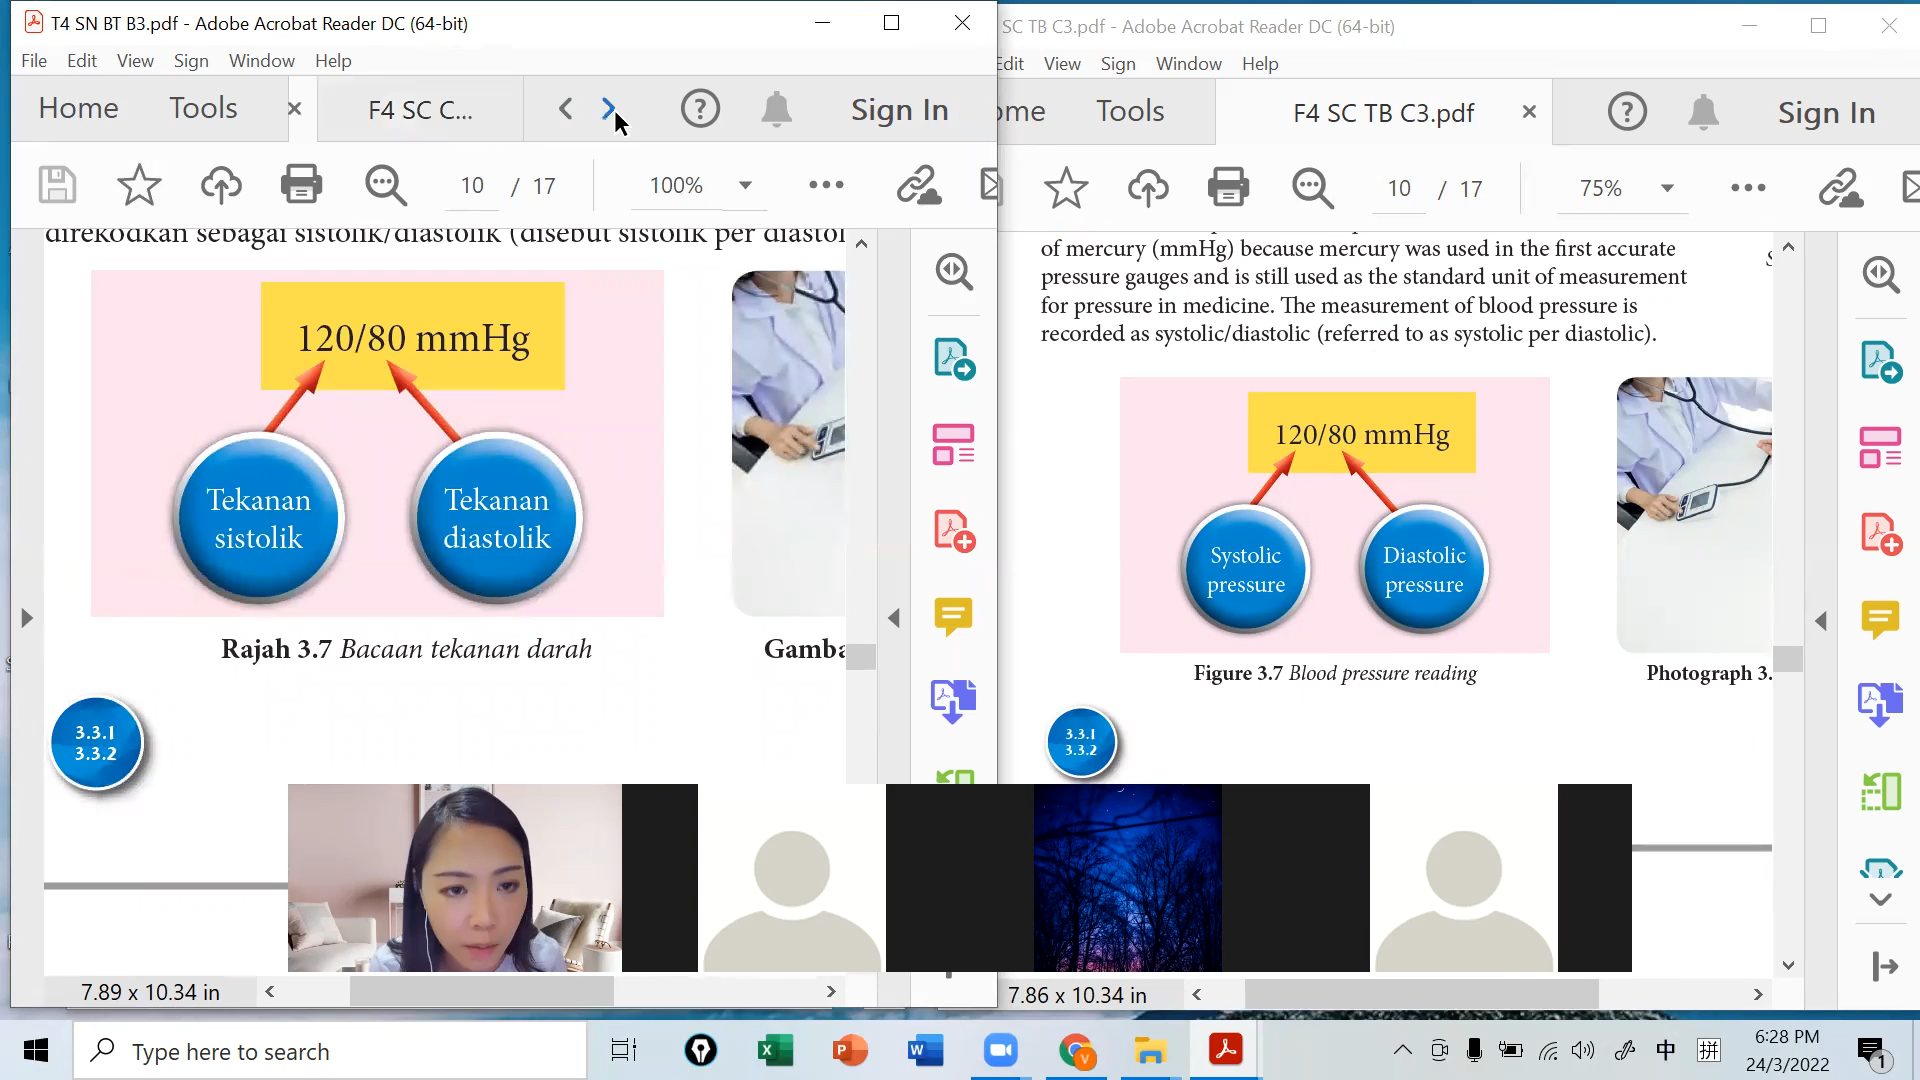 T4 SN BT B3.pdf - Adobe Acrobat Reader DC (64-bit)
File Edit View Sign Window Help
Home Tools F4 SC C... Sign In
10 / 17 100%
direkodkan sebagai sistolik/diastolik (disebut sistolik per diastol
120/80 mmHg
Tekanan
sistolik
Tekanan
diastolik
Rajah 3.7 Bacaan tekanan darah
Gamba
3.3.1
3.3.2
7.89 x 10.34 in
SC TB C3.pdf - Adobe Acrobat Reader DC (64-bit)
Edit View Sign Window Help
ome Tools F4 SC TB C3.pdf Sign In
10 / 17 75%
of mercury (mmHg) because mercury was used in the first accurate
pressure gauges and is still used as the standard unit of measurement
for pressure in medicine. The measurement of blood pressure is
recorded as systolic/diastolic (referred to as systolic per diastolic).
120/80 mmHg
Systolic
pressure
Diastolic
pressure
Figure 3.7 Blood pressure reading
Photograph 3.
3.3.1
3.3.2
7.86 x 10.34 in
Type here to search
中 拼
6:28 PM
24/3/2022
1